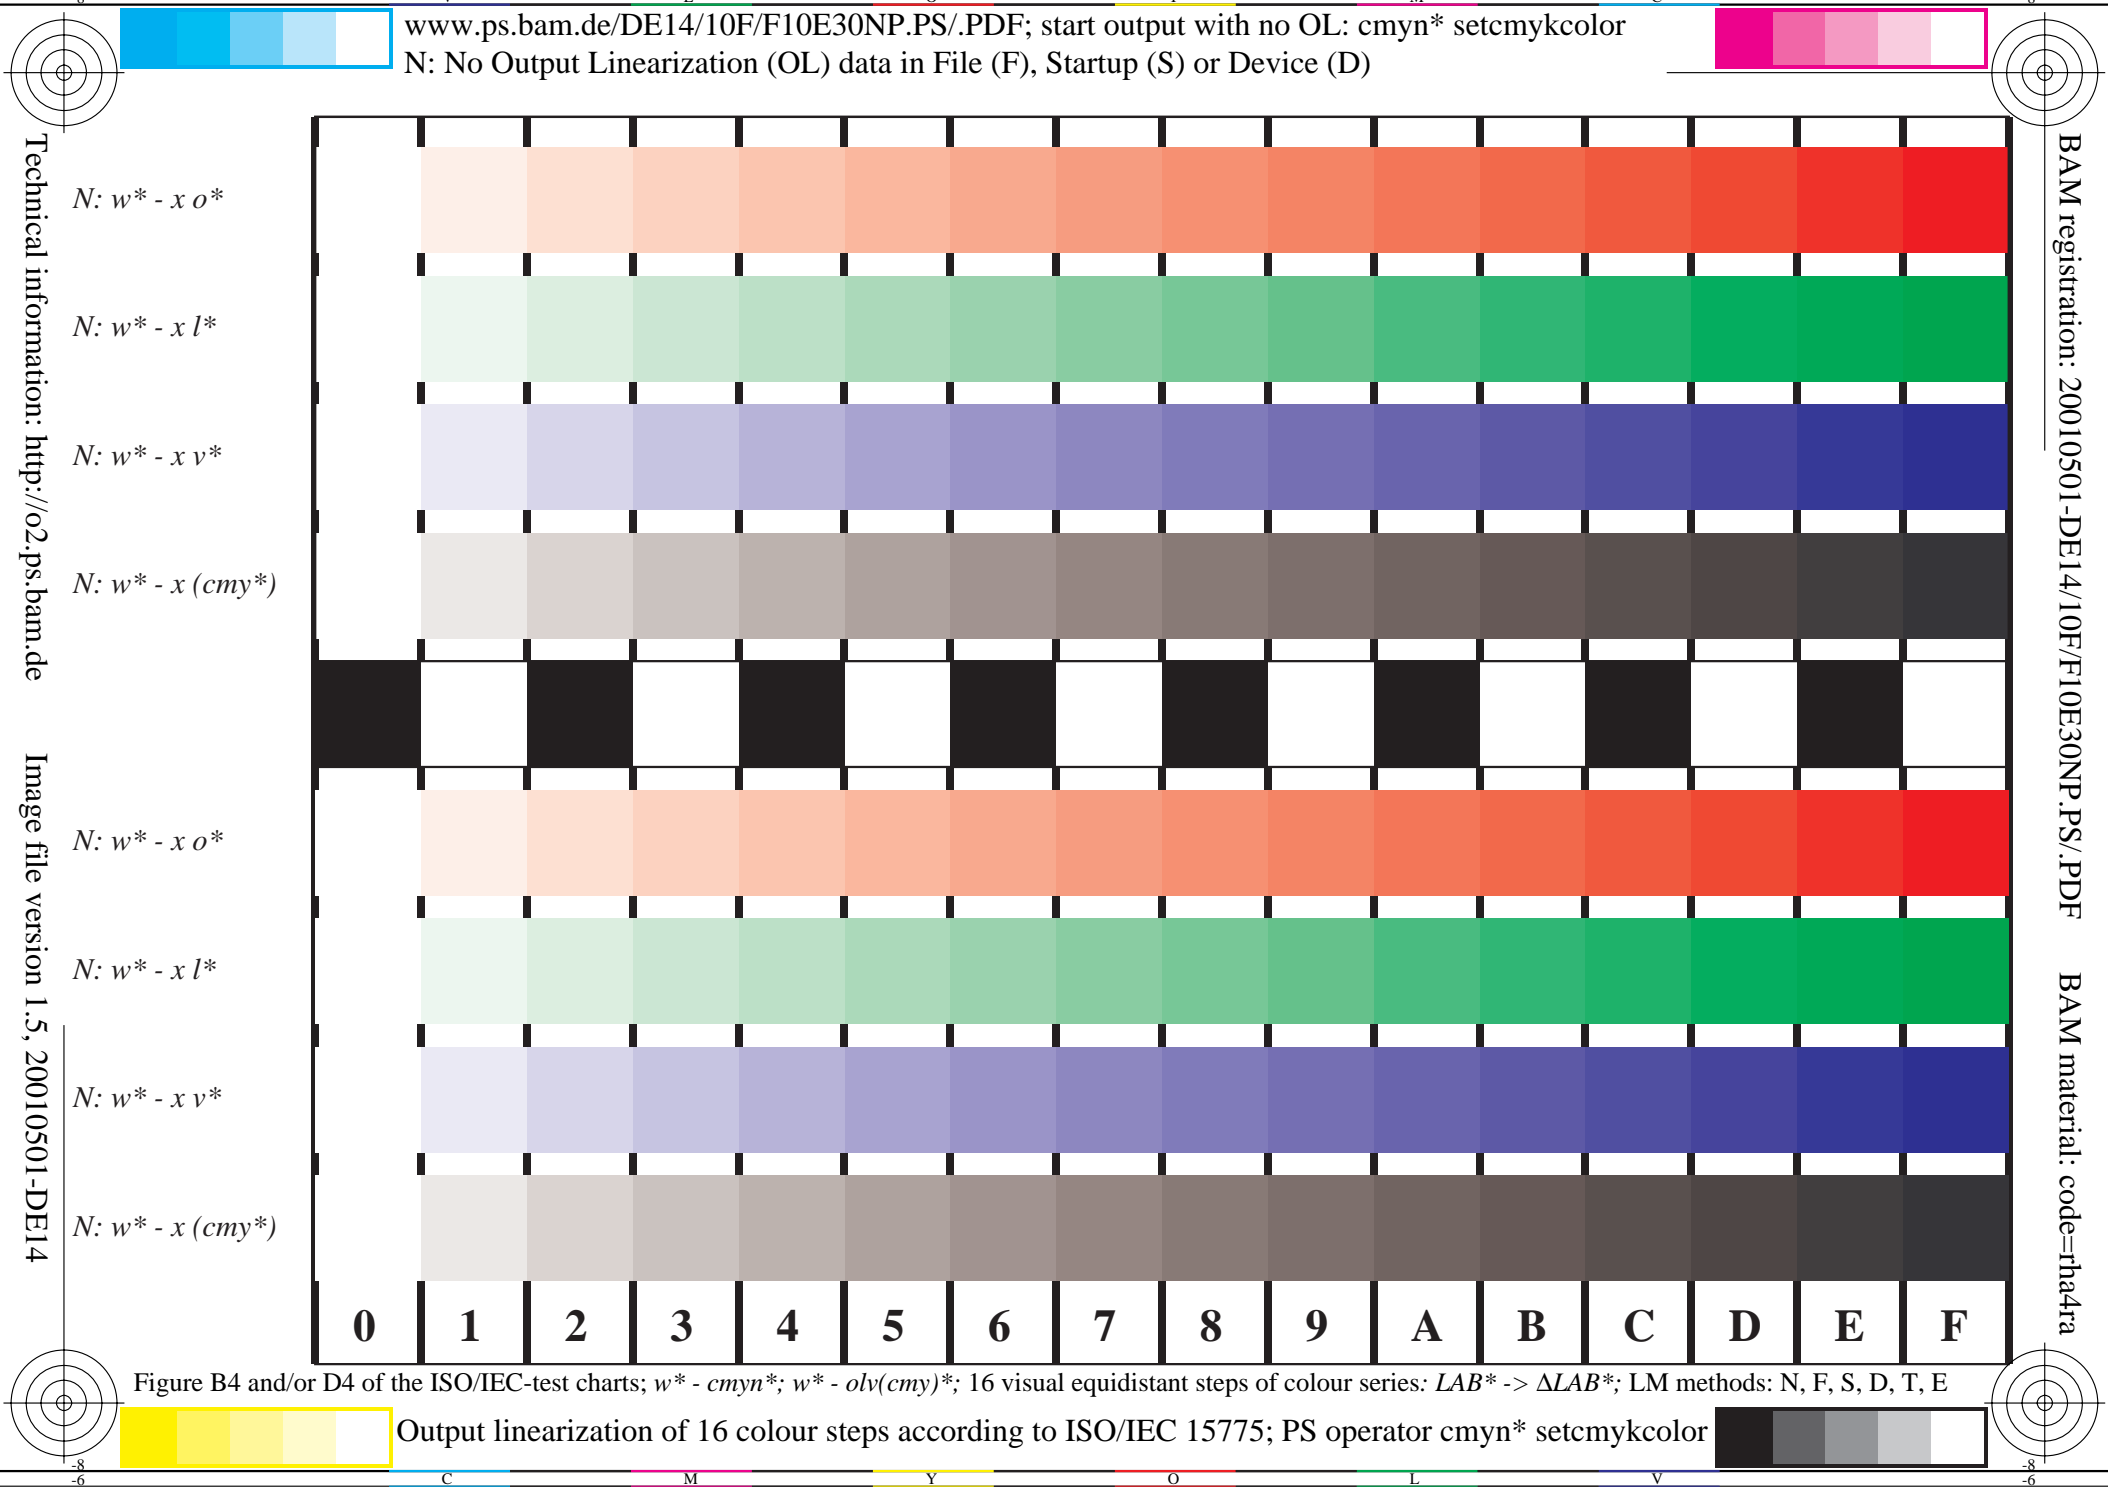 www.ps.bam.de/DE14/10F/F10E30NP.PS/.PDF; start output with no OL: cmyn* setcmykcolor
N: No Output Linearization (OL) data in File (F), Startup (S) or Device (D)
Technical information: http://o2.ps.bam.de
Image file version 1.5, 20010501-DE14
BAM registration: 20010501-DE14/10F/F10E30NP.PS/.PDF
BAM material: code=rha4ra
N: w* - x o*
N: w* - x l*
N: w* - x v*
N: w* - x (cmy*)
N: w* - x o*
N: w* - x l*
N: w* - x v*
N: w* - x (cmy*)
0 1 2 3 4 5 6 7 8 9 A B C D E F
Figure B4 and/or D4 of the ISO/IEC-test charts; w* - cmyn*; w* - olv(cmy)*; 16 visual equidistant steps of colour series: LAB* -> ΔLAB*; LM methods: N, F, S, D, T, E
Output linearization of 16 colour steps according to ISO/IEC 15775; PS operator cmyn* setcmykcolor
-8 -8
-6 C M Y O L V -6